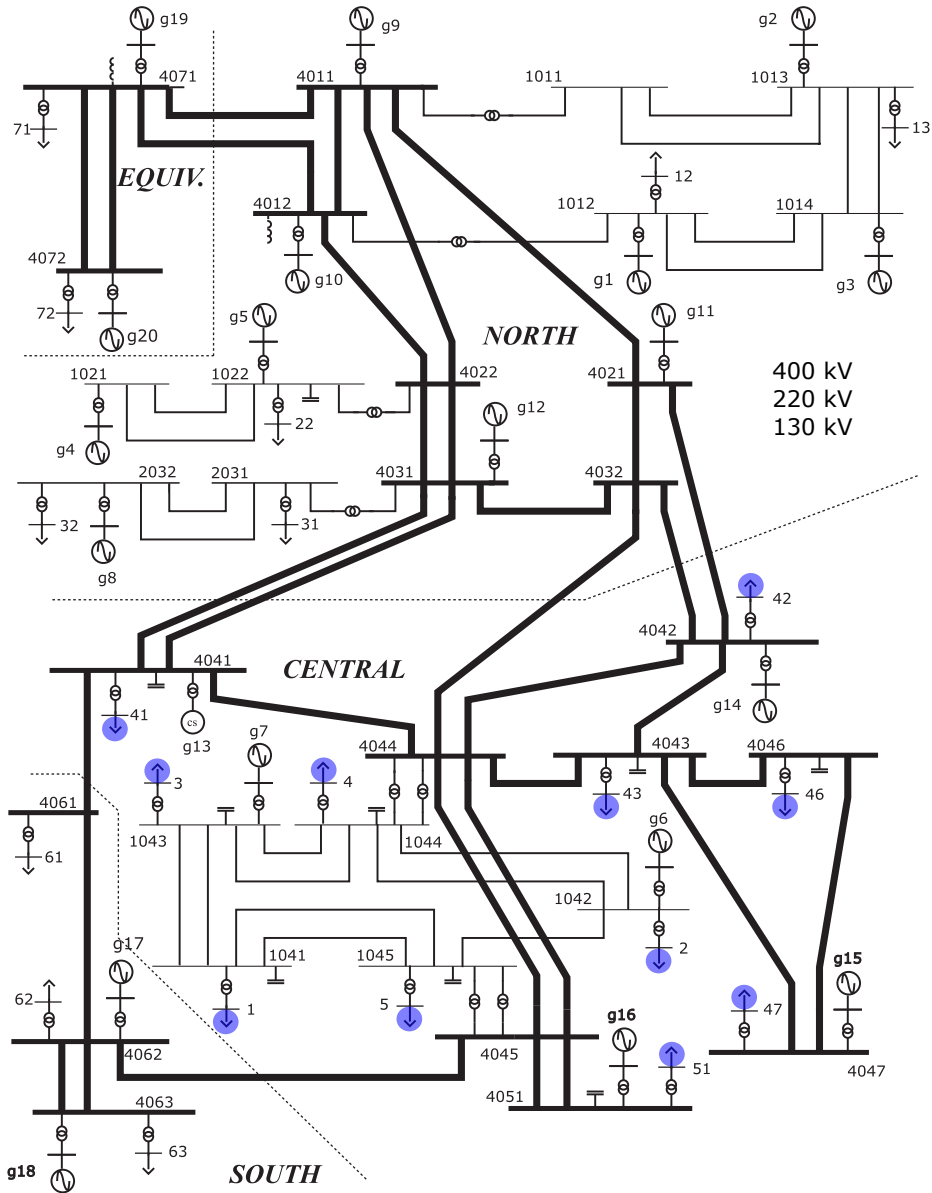 g19
g9
g2
4071
4011
1011
1013
71
13
EQUIV.
12
4012
1012
1014
4072
g10
g1
g3
72
g20
g5
g11
NORTH
1021
1022
4022
4021
400 kV
220 kV
130 kV
g12
22
g4
2032
2031
4031
4032
32
31
g8
42
4042
4041
CENTRAL
41
cs
g13
g7
g14
4044
4043
4046
3
4
43
46
4061
1043
1044
g6
61
1042
g17
1041
1045
2
g15
62
1
5
47
g16
4062
4045
51
4047
4051
4063
63
g18
SOUTH